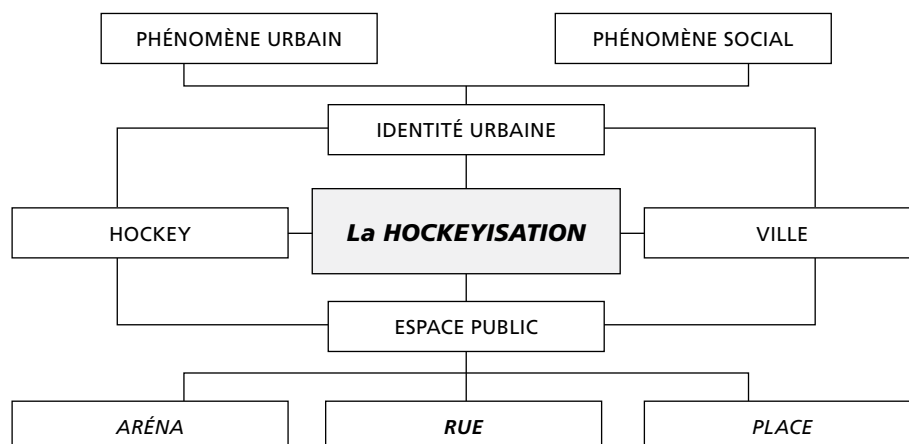 PHÉNOMÈNE URBAIN
PHÉNOMÈNE SOCIAL
IDENTITÉ URBAINE
HOCKEY
La HOCKEYISATION
VILLE
ESPACE PUBLIC
ARÉNA
RUE
PLACE